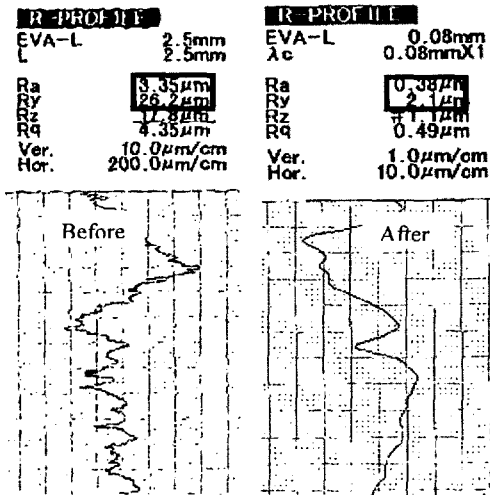 R-PROFILE
EVA-L 2.5mm
L 2.5mm
Ra 3.35μm
Ry 26.2μm
Rz 17.8μm
Rq 4.35μm
Ver. 10.0μm/cm
Hor. 200.0μm/cm
Before
R-PROFILE
EVA-L 0.08mm
λc 0.08mmX1
Ra 0.38μm
Ry 2.1μm
Rz #1.1μm
Rq 0.49μm
Ver. 1.0μm/cm
Hor. 10.0μm/cm
After